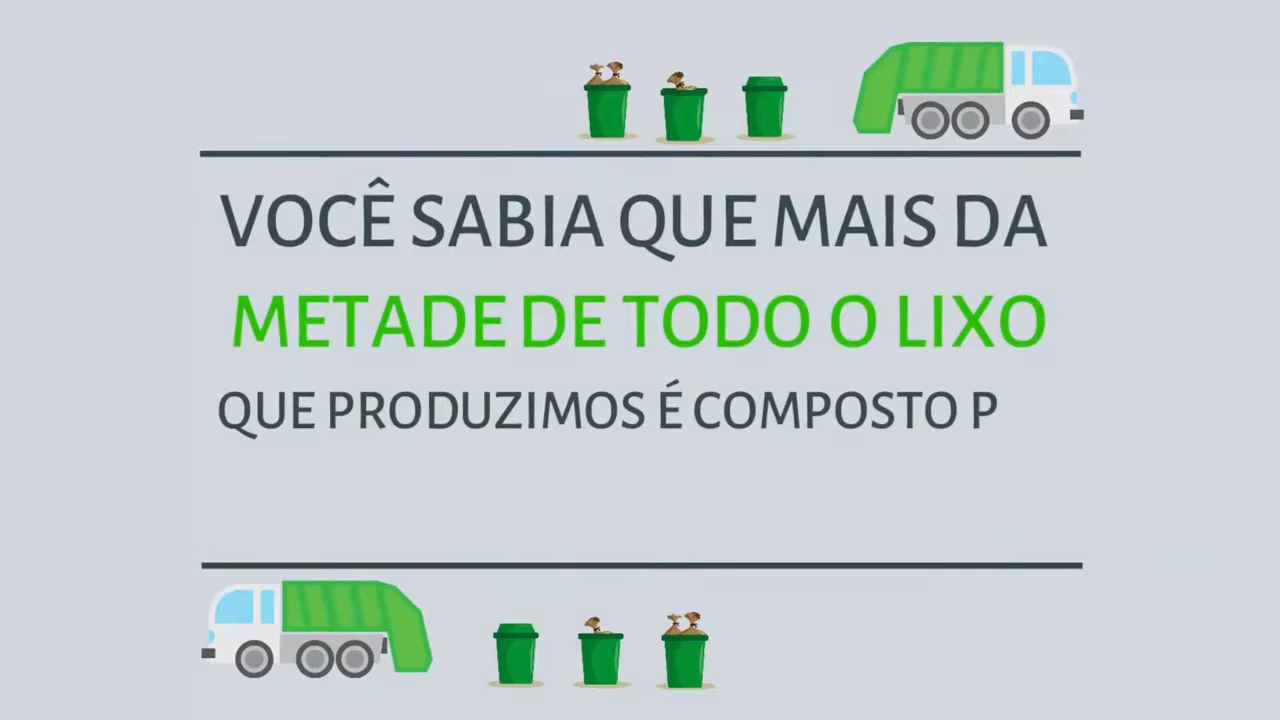 VOCÊ SABIA QUE MAIS DA
METADE DE TODO O LIXO
QUE PRODUZIMOS É COMPOSTO P